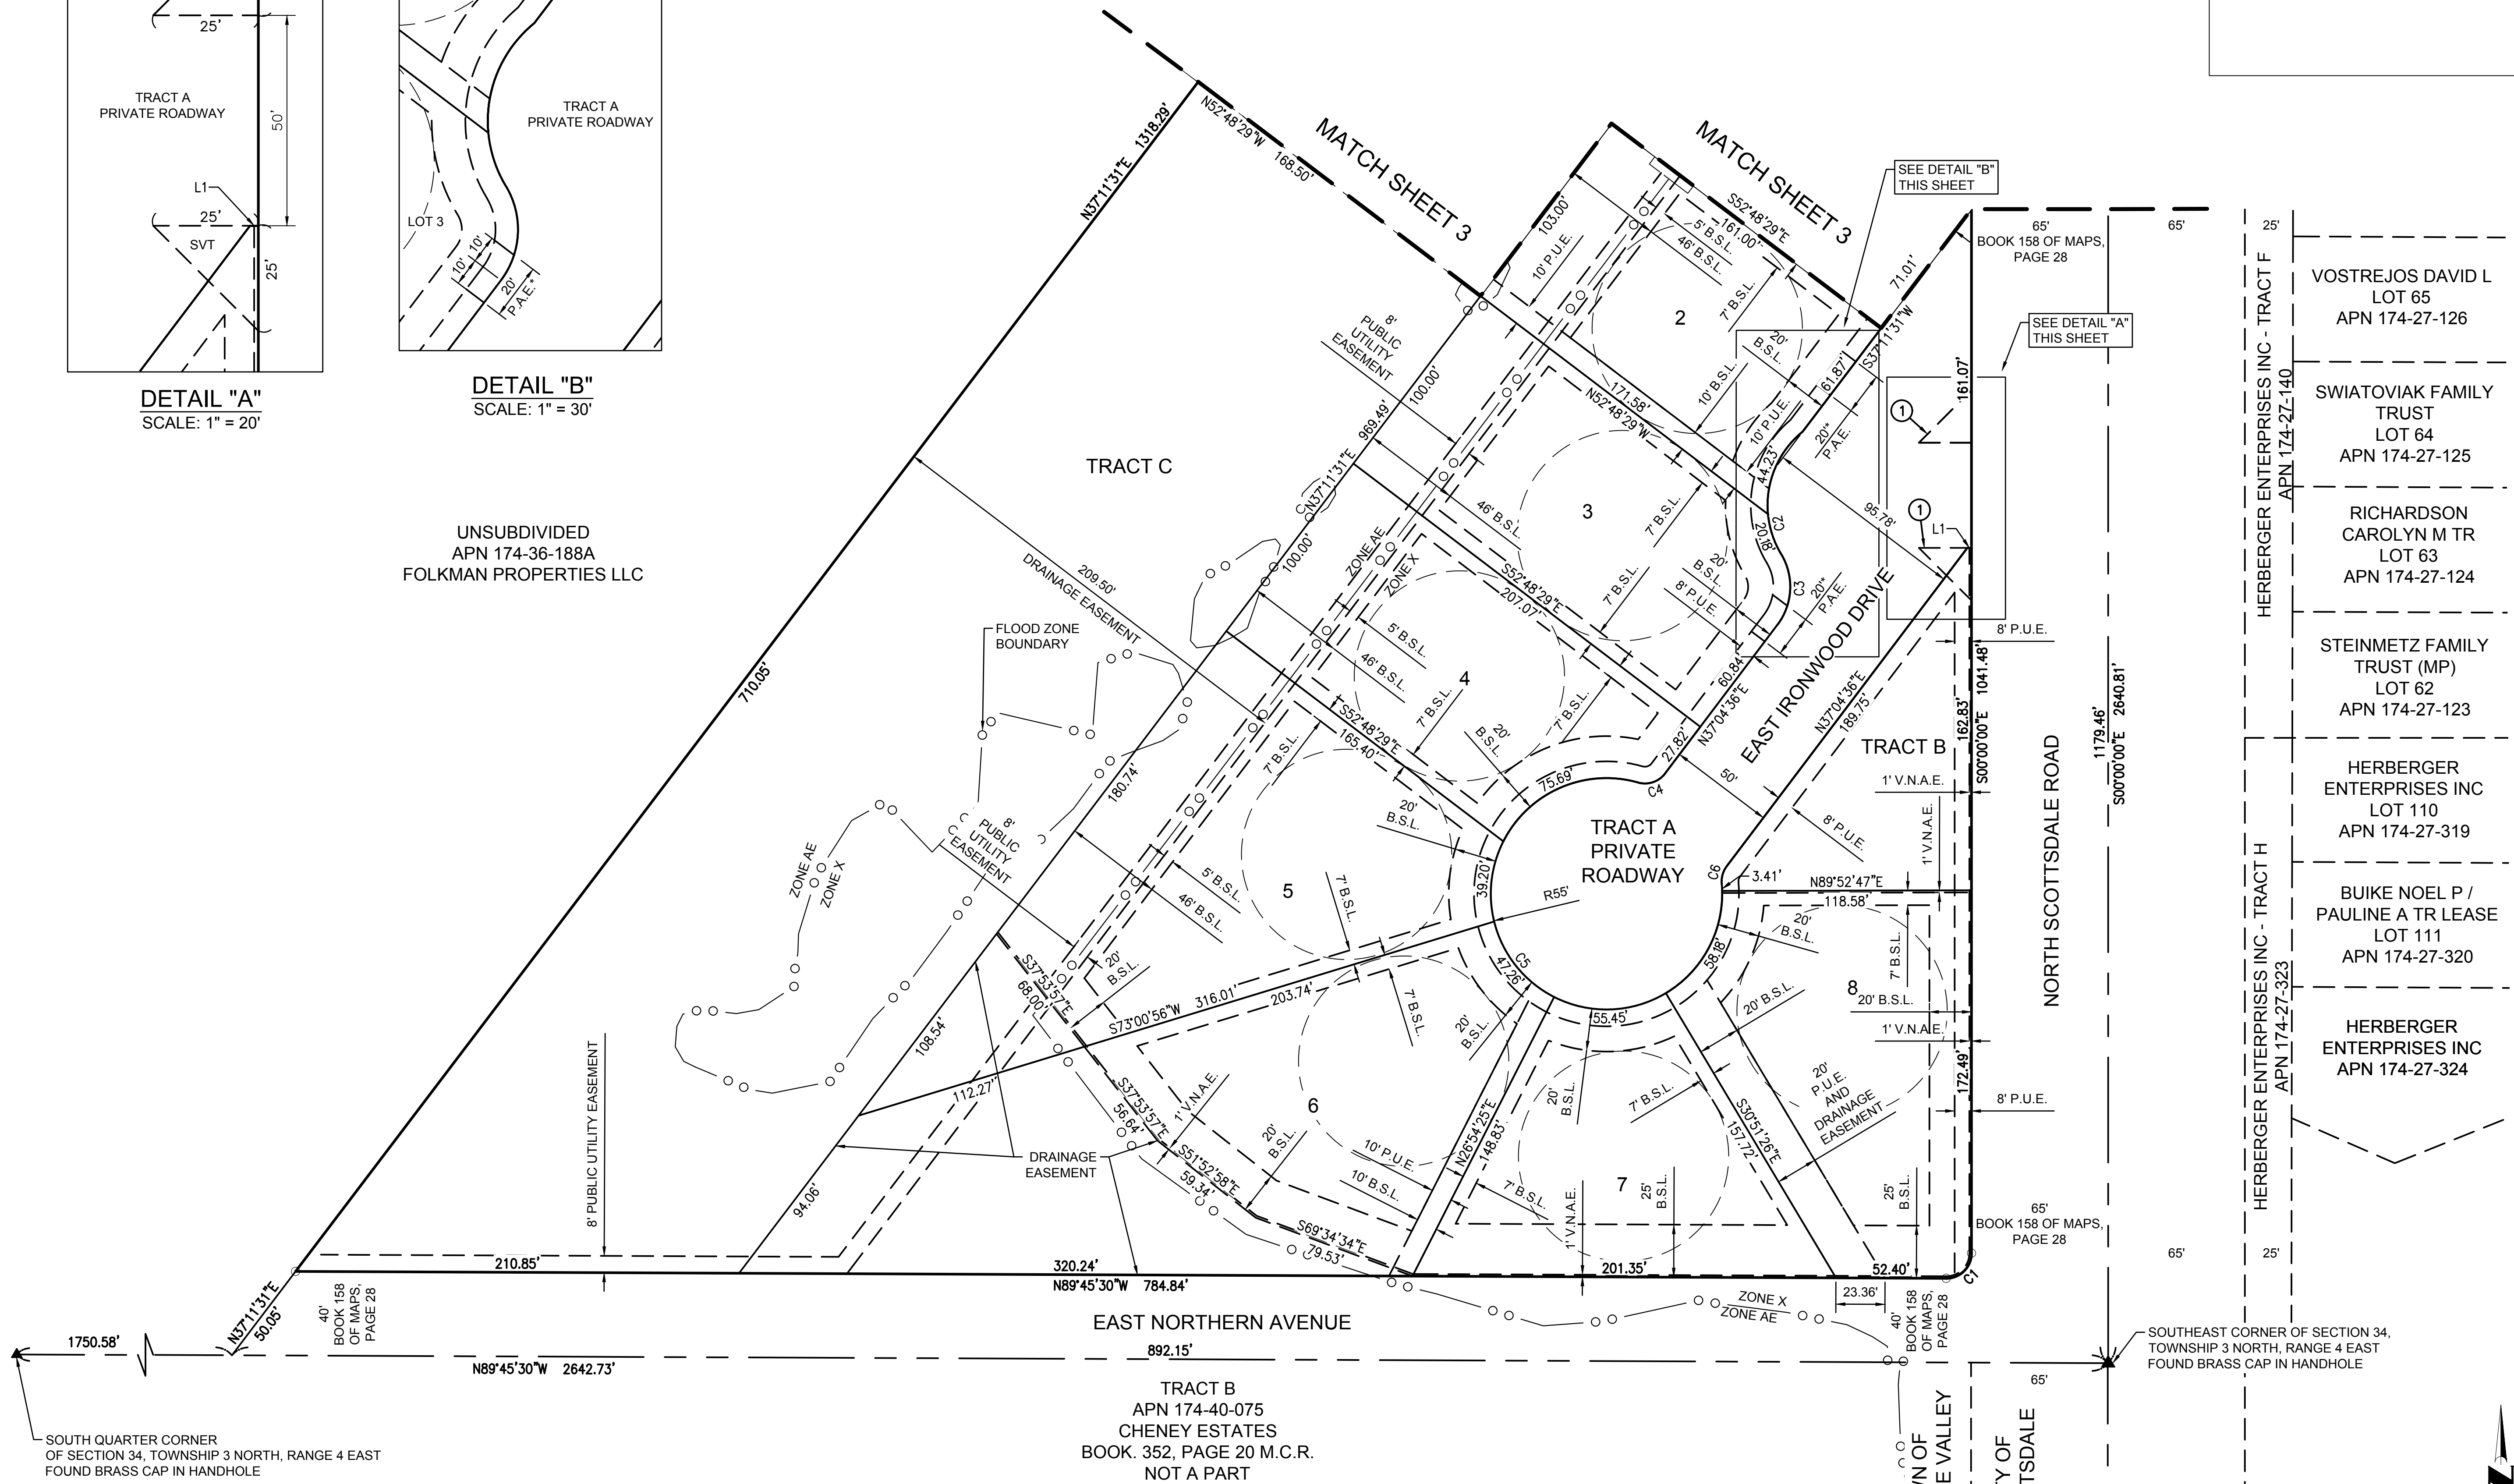 25'
TRACT A
PRIVATE ROADWAY
50'
L1
25'
SVT
25'
DETAIL "A"
SCALE: 1" = 20'
TRACT A
PRIVATE ROADWAY
LOT 3
10'
10'
20'
P.A.E.*
DETAIL "B"
SCALE: 1" = 30'
UNSUBDIVIDED
APN 174-36-188A
FOLKMAN PROPERTIES LLC
N37°11'31"E 1318.29'
710.05'
N52°48'29"W 168.50'
MATCH SHEET 3
MATCH SHEET 3
SEE DETAIL "B"
THIS SHEET
SEE DETAIL "A"
THIS SHEET
TRACT C
209.50'
DRAINAGE EASEMENT
FLOOD ZONE
BOUNDARY
8'
PUBLIC
UTILITY
EASEMENT
8'
PUBLIC
UTILITY
EASEMENT
N37°11'31"E 969.49'
100.00'
100.00'
180.74'
108.54'
94.06'
ZONE AE
ZONE X
ZONE AE
ZONE X
103.00'
10' P.U.E.
S52°48'29"E
161.00'
5' B.S.L.
46' B.S.L.
7' B.S.L.
2
20'
B.S.L.
61.87'
S37°11'31"W
71.01'
171.58'
N52°48'29"W
10' B.S.L.
10' P.U.E.
20'*
P.A.E.
44.23'
C2
20.18'
C3
95.78'
161.07'
1
1
L1
3
46' B.S.L.
7' B.S.L.
7' B.S.L.
20'
B.S.L.
8' P.U.E.
20'*
P.A.E.
S52°48'29"E
207.07'
60.84'
N37°04'36"E
27.82'
C4
EAST IRONWOOD DRIVE
N37°04'36"E
189.75'
50'
8' P.U.E.
4
5' B.S.L.
46' B.S.L.
7' B.S.L.
7' B.S.L.
20'
B.S.L.
75.69'
S52°48'29"E
165.40'
7' B.S.L.
20'
B.S.L.
39.20'
TRACT A
PRIVATE
ROADWAY
R55'
C6
3.41'
N89°52'47"E
118.58'
TRACT B
162.83'
S00°00'00"E 1041.48'
8' P.U.E.
1' V.N.A.E.
1' V.N.A.E.
5
5' B.S.L.
46' B.S.L.
7' B.S.L.
20'
B.S.L.
S37°53'57"E
68.00'
S73°00'56"W 316.01'
203.74'
112.27'
C5
47.26'
7' B.S.L.
20'
B.S.L.
55.45'
58.18'
20'
B.S.L.
7' B.S.L.
8
20' B.S.L.
20' B.S.L.
1' V.N.A.E.
172.49'
8' P.U.E.
S37°53'57"E
56.64'
1' V.N.A.E.
S51°52'58"E
59.34'
20'
B.S.L.
6
S69°34'34"E
79.53'
10' P.U.E.
10' B.S.L.
N26°54'25"E
148.83'
7' B.S.L.
20'
B.S.L.
7' B.S.L.
7
S30°51'26"E
157.72'
20'
P.U.E.
AND
DRAINAGE
EASEMENT
1' V.N.A.E.
25'
B.S.L.
25'
B.S.L.
DRAINAGE
EASEMENT
8' PUBLIC UTILITY EASEMENT
210.85'
320.24'
N89°45'30"W 784.84'
201.35'
52.40'
C1
23.36'
ZONE X
ZONE AE
N37°11'31"E
50.05'
40'
BOOK 158
OF MAPS,
PAGE 28
40'
BOOK 158
OF MAPS,
PAGE 28
EAST NORTHERN AVENUE
1750.58'
N89°45'30"W 2642.73'
892.15'
TRACT B
APN 174-40-075
CHENEY ESTATES
BOOK. 352, PAGE 20 M.C.R.
NOT A PART
SOUTH QUARTER CORNER
OF SECTION 34, TOWNSHIP 3 NORTH, RANGE 4 EAST
FOUND BRASS CAP IN HANDHOLE
SOUTHEAST CORNER OF SECTION 34,
TOWNSHIP 3 NORTH, RANGE 4 EAST
FOUND BRASS CAP IN HANDHOLE
65'
BOOK 158 OF MAPS,
PAGE 28
65'
25'
NORTH SCOTTSDALE ROAD
1179.46'
S00°00'00"E 2640.81'
65'
BOOK 158 OF MAPS,
PAGE 28
65'
25'
65'
HERBERGER ENTERPRISES INC - TRACT F
APN 174-27-140
HERBERGER ENTERPRISES INC - TRACT H
APN 174-27-323
VOSTREJOS DAVID L
LOT 65
APN 174-27-126
SWIATOVIAK FAMILY
TRUST
LOT 64
APN 174-27-125
RICHARDSON
CAROLYN M TR
LOT 63
APN 174-27-124
STEINMETZ FAMILY
TRUST (MP)
LOT 62
APN 174-27-123
HERBERGER
ENTERPRISES INC
LOT 110
APN 174-27-319
BUIKE NOEL P /
PAULINE A TR LEASE
LOT 111
APN 174-27-320
HERBERGER
ENTERPRISES INC
APN 174-27-324
VALLEY
OF